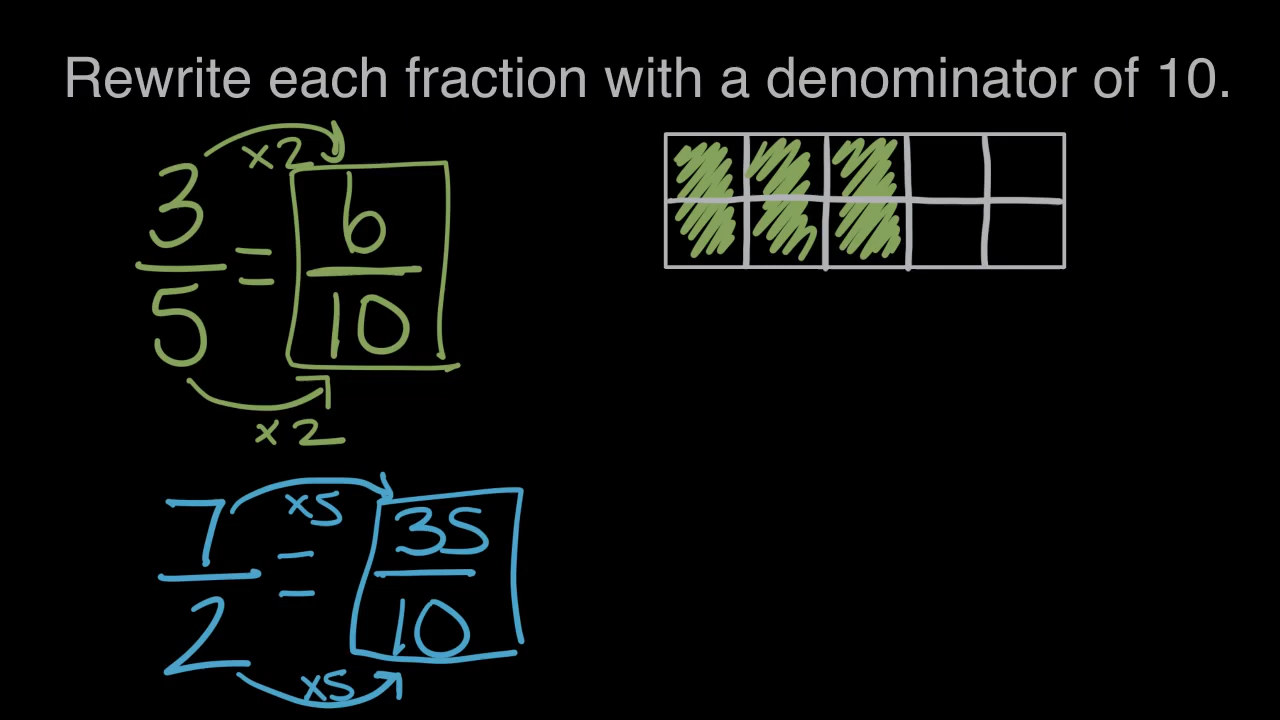 Rewrite each fraction with a denominator of 10.
×2
3/5 = 6/10
×2
×5
7/2 = 35/10
×5